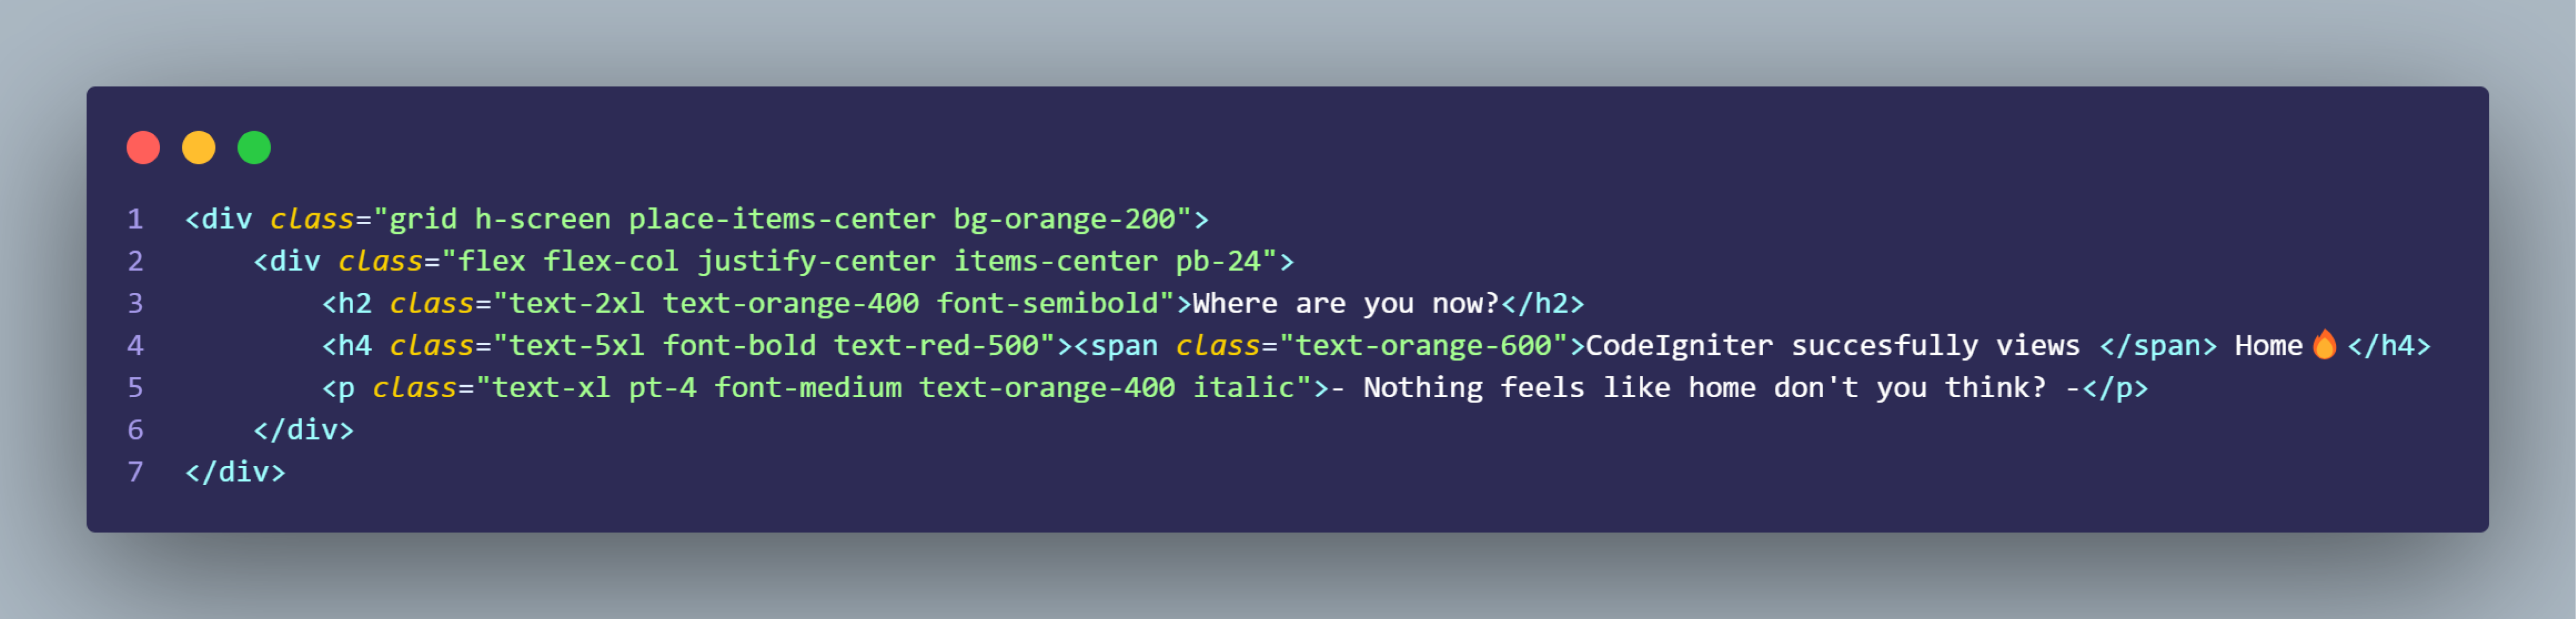 1 <div class="grid h-screen place-items-center bg-orange-200">
2     <div class="flex flex-col justify-center items-center pb-24">
3         <h2 class="text-2xl text-orange-400 font-semibold">Where are you now?</h2>
4         <h4 class="text-5xl font-bold text-red-500"><span class="text-orange-600">CodeIgniter succesfully views </span> Home🔥</h4>
5         <p class="text-xl pt-4 font-medium text-orange-400 italic">- Nothing feels like home don't you think? -</p>
6     </div>
7 </div>